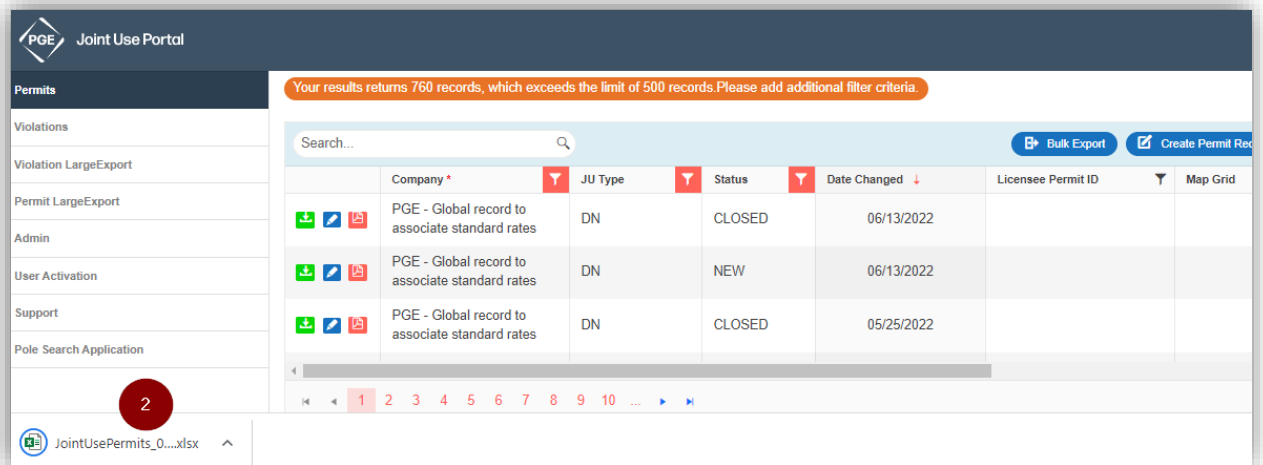 PGE Joint Use Portal
Permits
Your results returns 760 records, which exceeds the limit of 500 records.Please add additional filter criteria.
Violations
Search...
Bulk Export
Create Permit Rec
Violation LargeExport
Company *
JU Type
Status
Date Changed ↓
Licensee Permit ID
Map Grid
Permit LargeExport
PGE - Global record to
associate standard rates
DN
CLOSED
06/13/2022
Admin
User Activation
PGE - Global record to
associate standard rates
DN
NEW
06/13/2022
Support
PGE - Global record to
associate standard rates
DN
CLOSED
05/25/2022
Pole Search Application
1 2 3 4 5 6 7 8 9 10 ...
2
JointUsePermits_0....xlsx